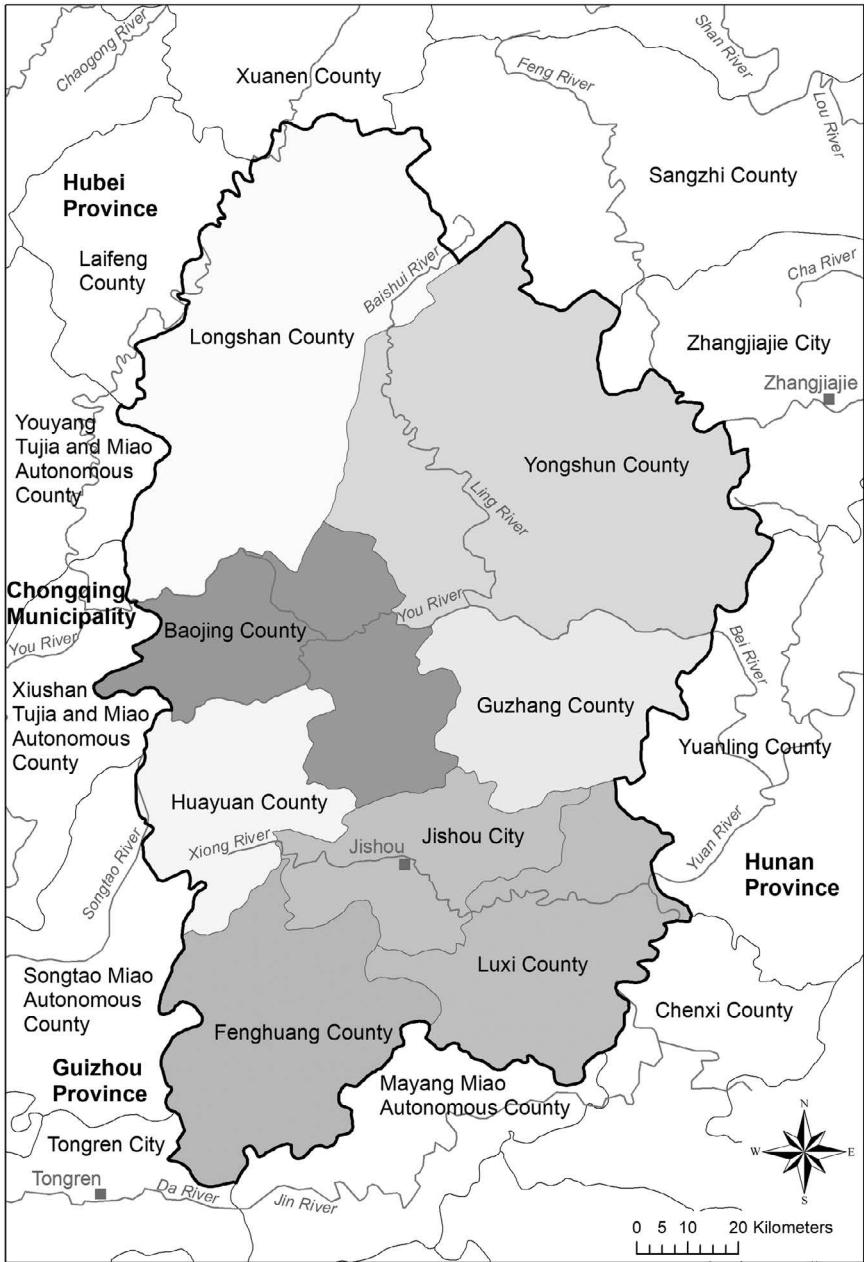 Chaogong River
Xuanen County
Feng River
Shan River
Lou River
Hubei
Province
Sangzhi County
Laifeng
County
Baishui River
Cha River
Longshan County
Zhangjiajie City
Zhangjiajie
Youyang
Tujia and Miao
Autonomous
County
Yongshun County
Ling River
Chongqing
Municipality
You River
You River
Baojing County
Bei River
Xiushan
Tujia and Miao
Autonomous
County
Guzhang County
Yuanling County
Huayuan County
Jishou City
Xiong River
Jishou
Yuan River
Songtao River
Hunan
Province
Luxi County
Songtao Miao
Autonomous
County
Chenxi County
Fenghuang County
Guizhou
Province
Mayang Miao
Autonomous County
Tongren City
Tongren
Da River
Jin River
N
W
E
S
0 5 10 20 Kilometers